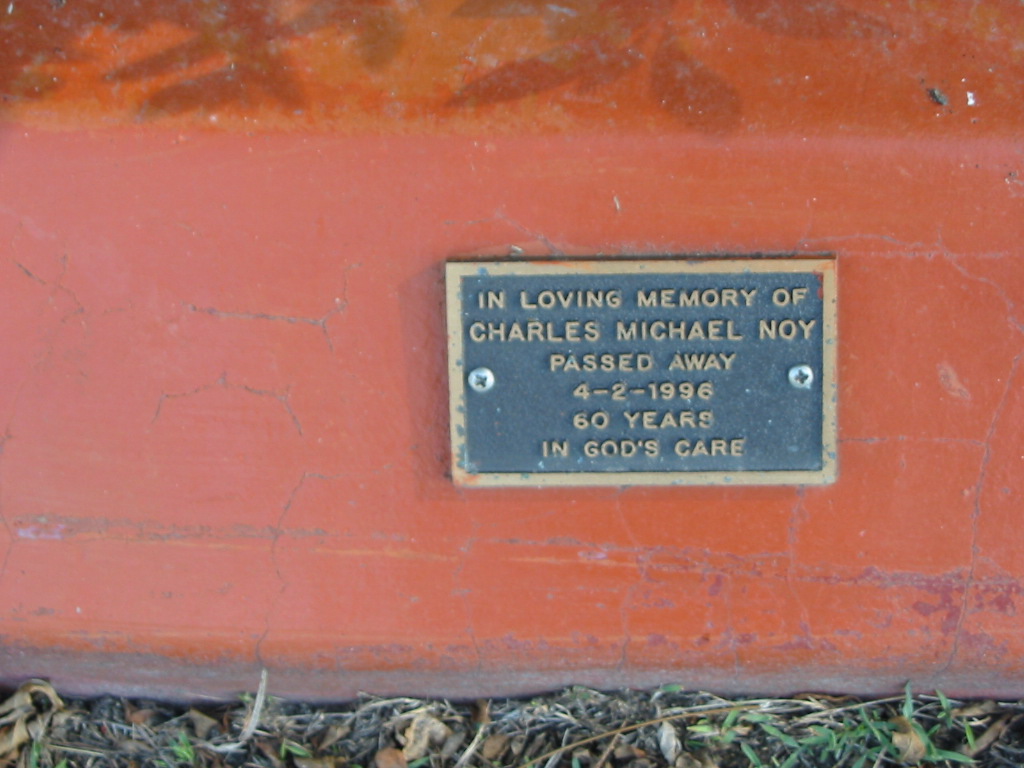 IN LOVING MEMORY OF
CHARLES MICHAEL NOY
PASSED AWAY
4-2-1996
60 YEARS
IN GOD'S CARE